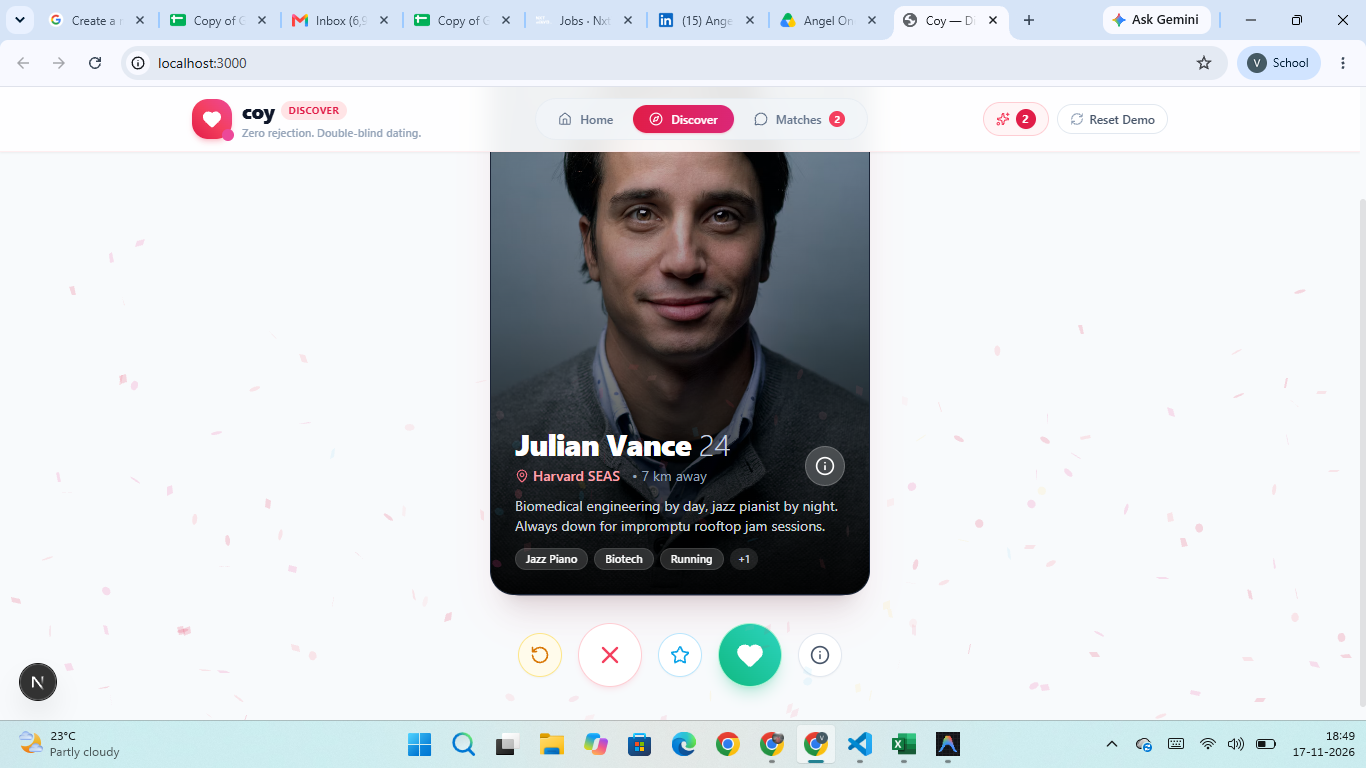 Create a r
Copy of G
Inbox (6,9
Copy of G
Jobs · Nxt
(15) Ange
Angel On
Coy — Di
Ask Gemini
localhost:3000
V School
coy DISCOVER
Zero rejection. Double-blind dating.
Home
Discover
Matches 2
2
Reset Demo
Julian Vance 24
Harvard SEAS • 7 km away
Biomedical engineering by day, jazz pianist by night.
Always down for impromptu rooftop jam sessions.
Jazz Piano Biotech Running +1
N
23°C
Partly cloudy
18:49
17-11-2026